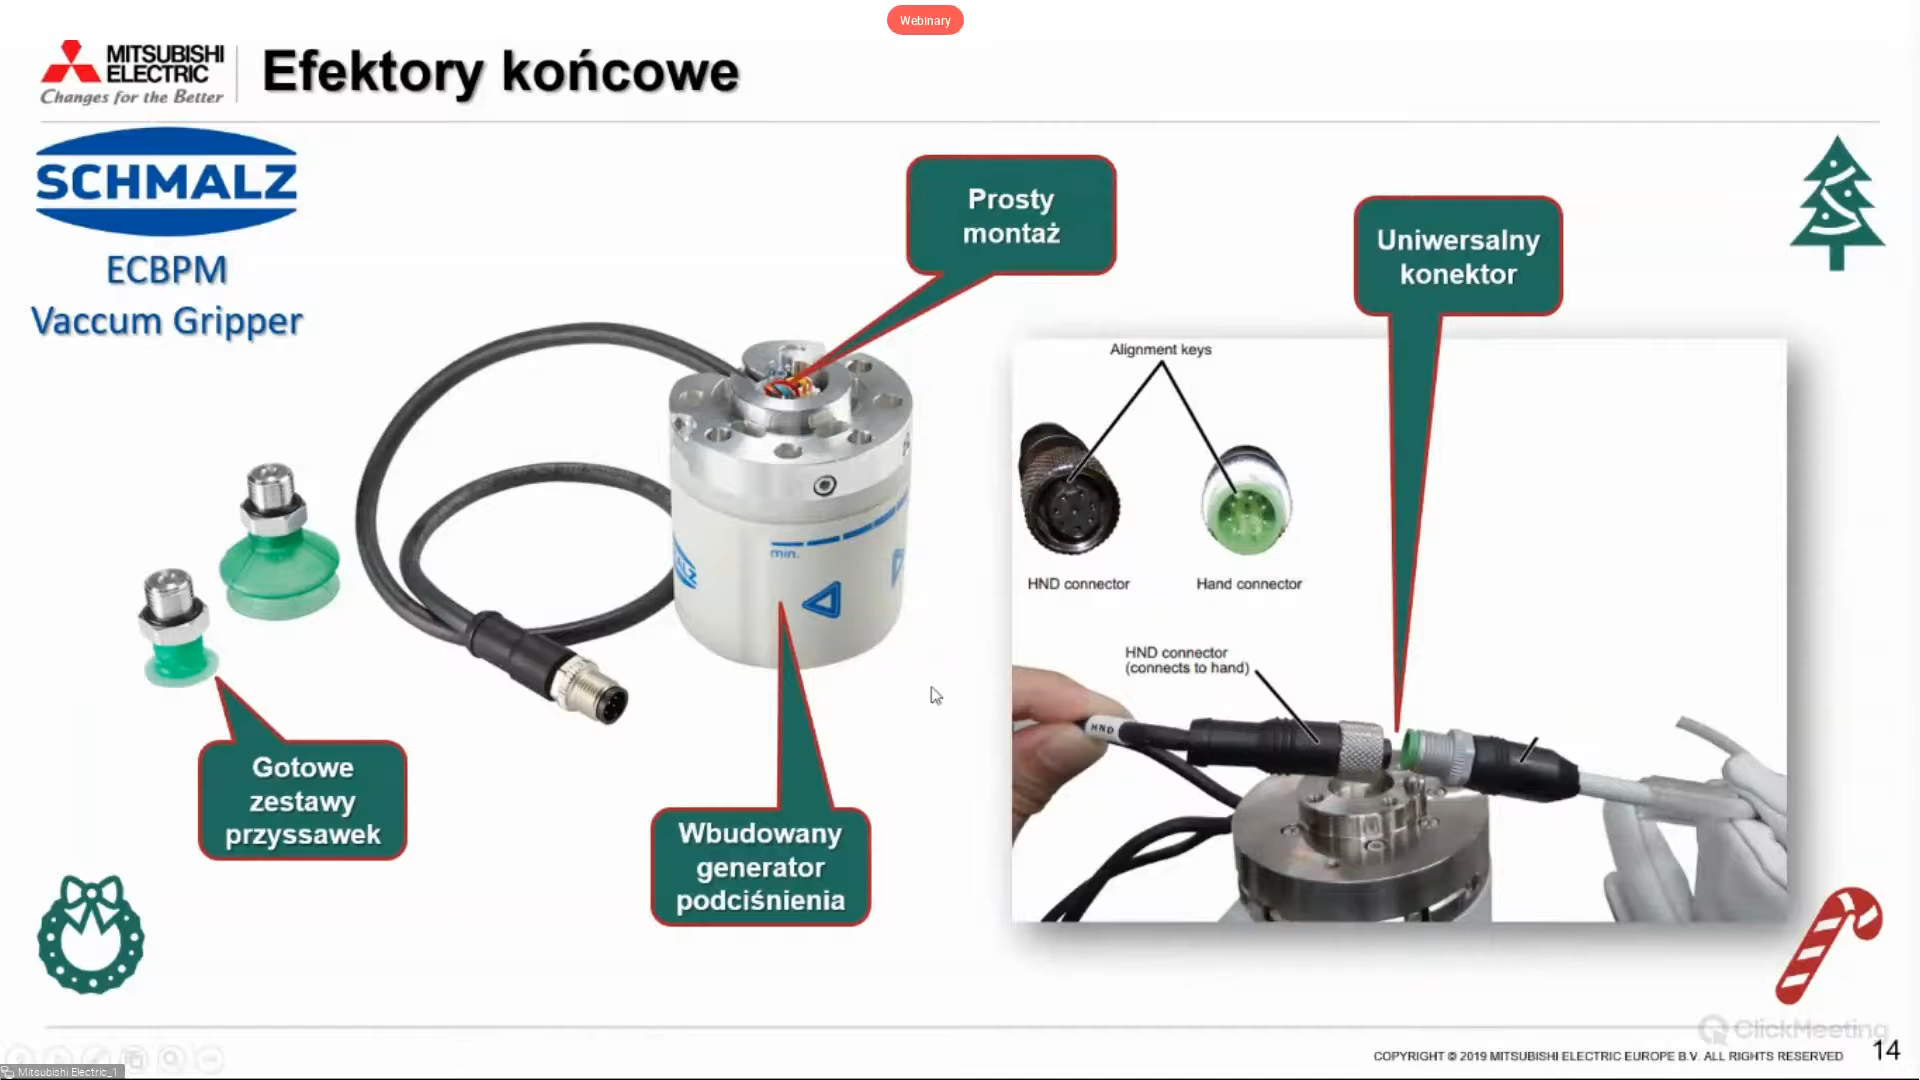 Webinary
MITSUBISHI
ELECTRIC
Changes for the Better
Efektory końcowe
SCHMALZ
ECBPM
Vaccum Gripper
Prosty
montaż
Uniwersalny
konektor
Alignment keys
HND connector
Hand connector
HND connector
(connects to hand)
HND
min.
Gotowe
zestawy
przyssawek
Wbudowany
generator
podciśnienia
ClickMeeting
COPYRIGHT © 2019 MITSUBISHI ELECTRIC EUROPE B.V. ALL RIGHTS RESERVED
14
Mitsubishi Electric_1